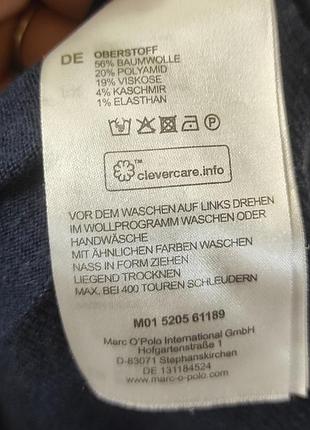 DE OBERSTOFF
56% BAUMWOLLE
20% POLYAMID
19% VISKOSE
4% KASCHMIR
1% ELASTHAN
P
™ clevercare.info
VOR DEM WASCHEN AUF LINKS DREHEN
IM WOLLPROGRAMM WASCHEN ODER
HANDWÄSCHE
MIT ÄHNLICHEN FARBEN WASCHEN
NASS IN FORM ZIEHEN
LIEGEND TROCKNEN
MAX. BEI 400 TOUREN SCHLEUDERN
M01 5205 61189
Marc O'Polo International GmbH
Hofgartenstraße 1
D-83071 Stephanskirchen
DE 131184524
www.marc-o-polo.com